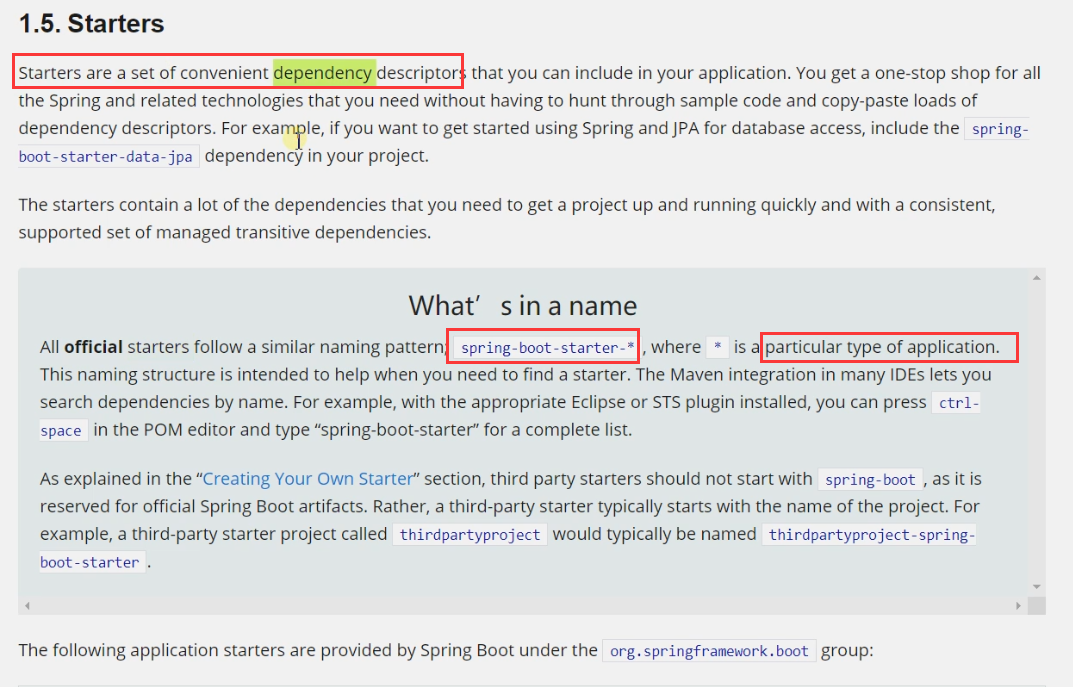 1.5. Starters
Starters are a set of convenient dependency descriptors that you can include in your application. You get a one-stop shop for all
the Spring and related technologies that you need without having to hunt through sample code and copy-paste loads of
dependency descriptors. For example, if you want to get started using Spring and JPA for database access, include the spring-
boot-starter-data-jpa dependency in your project.
The starters contain a lot of the dependencies that you need to get a project up and running quickly and with a consistent,
supported set of managed transitive dependencies.
What’s in a name
All official starters follow a similar naming pattern; spring-boot-starter-*, where * is a particular type of application.
This naming structure is intended to help when you need to find a starter. The Maven integration in many IDEs lets you
search dependencies by name. For example, with the appropriate Eclipse or STS plugin installed, you can press ctrl-
space in the POM editor and type “spring-boot-starter” for a complete list.
As explained in the “Creating Your Own Starter” section, third party starters should not start with spring-boot, as it is
reserved for official Spring Boot artifacts. Rather, a third-party starter typically starts with the name of the project. For
example, a third-party starter project called thirdpartyproject would typically be named thirdpartyproject-spring-
boot-starter.
The following application starters are provided by Spring Boot under the org.springframework.boot group: